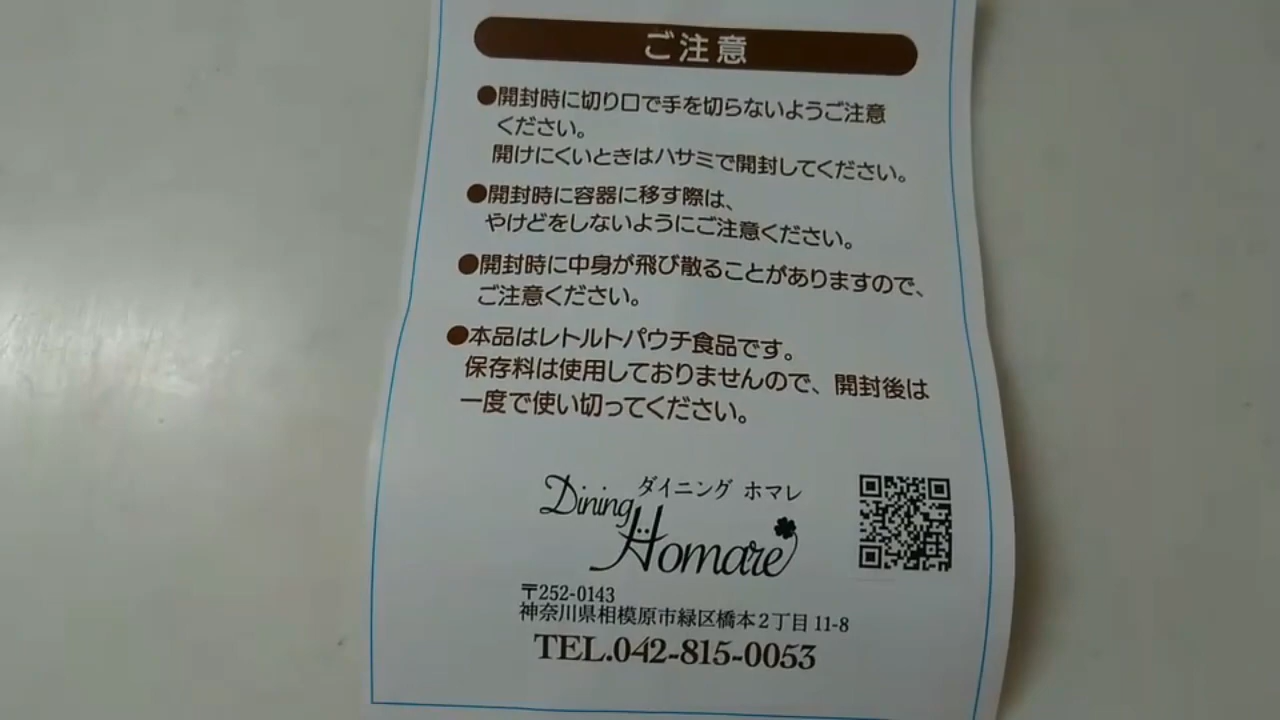 ご注意
●開封時に切り口で手を切らないようご注意
ください。
開けにくいときはハサミで開封してください。
●開封時に容器に移す際は、
やけどをしないようにご注意ください。
●開封時に中身が飛び散ることがありますので、
ご注意ください。
●本品はレトルトパウチ食品です。
保存料は使用しておりませんので、開封後は
一度で使い切ってください。
ダイニング ホマレ
Dining
Homare
〒252-0143
神奈川県相模原市緑区橋本2丁目11-8
TEL.042-815-0053